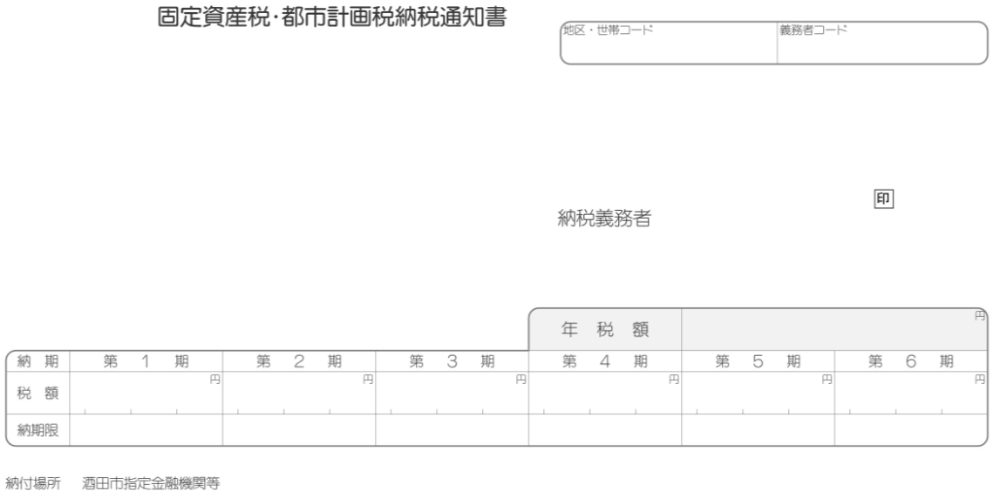 固定資産税・都市計画税納税通知書
地区・世帯コード 義務者コード
印
納税義務者
年税額 円
納期 第1期 第2期 第3期 第4期 第5期 第6期
税額 円 円 円 円 円 円
納期限
納付場所 酒田市指定金融機関等